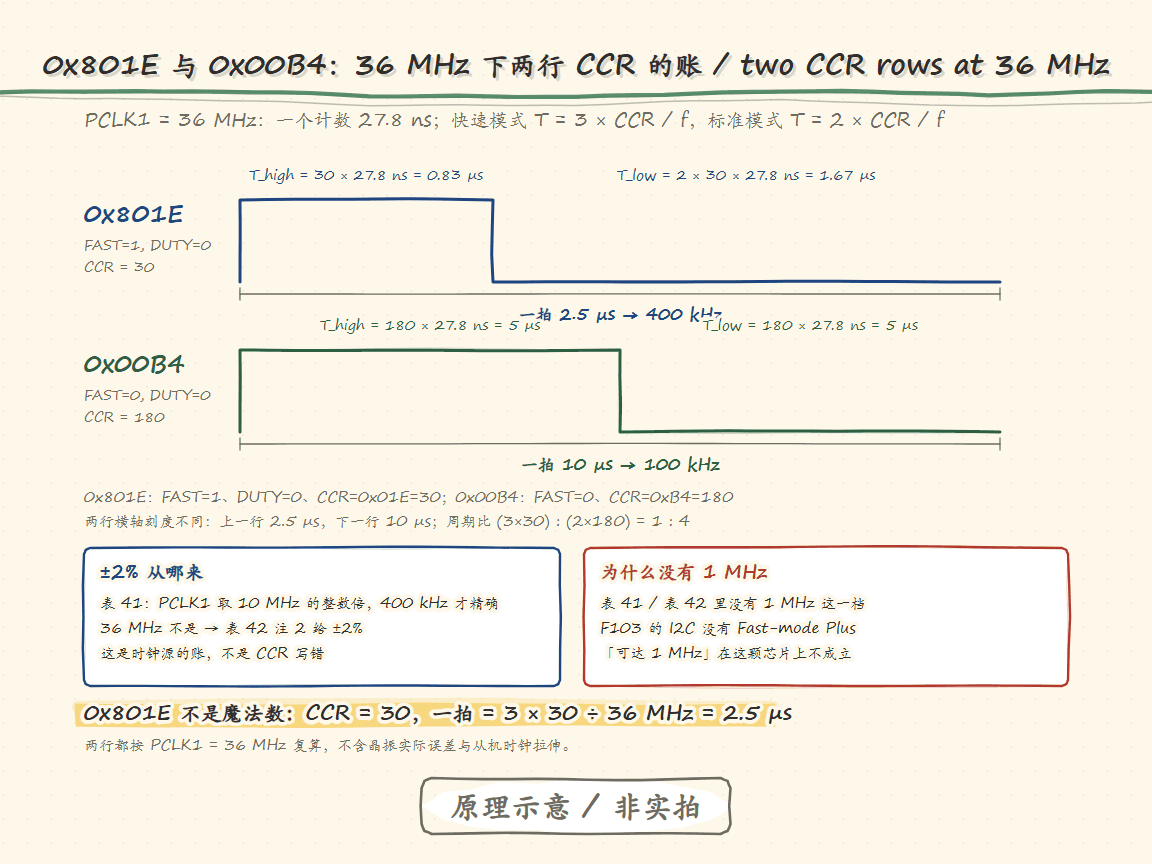 0x801E 与 0x00B4：36 MHz 下两行 CCR 的账 / two CCR rows at 36 MHz
PCLK1 = 36 MHz：一个计数 27.8 ns；快速模式 T = 3 × CCR / f，标准模式 T = 2 × CCR / f
T_high = 30 × 27.8 ns = 0.83 µs
T_low = 2 × 30 × 27.8 ns = 1.67 µs
0x801E
FAST=1, DUTY=0
CCR = 30
一拍 2.5 µs → 400 kHz
T_high = 180 × 27.8 ns = 5 µs
T_low = 180 × 27.8 ns = 5 µs
0x00B4
FAST=0, DUTY=0
CCR = 180
一拍 10 µs → 100 kHz
0x801E：FAST=1、DUTY=0、CCR=0x01E=30；0x00B4：FAST=0、CCR=0xB4=180
两行横轴刻度不同：上一行 2.5 µs，下一行 10 µs；周期比 (3×30) : (2×180) = 1 : 4
±2% 从哪来
表 41：PCLK1 取 10 MHz 的整数倍，400 kHz 才精确
36 MHz 不是 → 表 42 注 2 给 ±2%
这是时钟源的账，不是 CCR 写错
为什么没有 1 MHz
表 41 / 表 42 里没有 1 MHz 这一档
F103 的 I2C 没有 Fast-mode Plus
「可达 1 MHz」在这颗芯片上不成立
0x801E 不是魔法数：CCR = 30，一拍 = 3 × 30 ÷ 36 MHz = 2.5 µs
两行都按 PCLK1 = 36 MHz 复算，不含晶振实际误差与从机时钟拉伸。
原理示意 / 非实拍